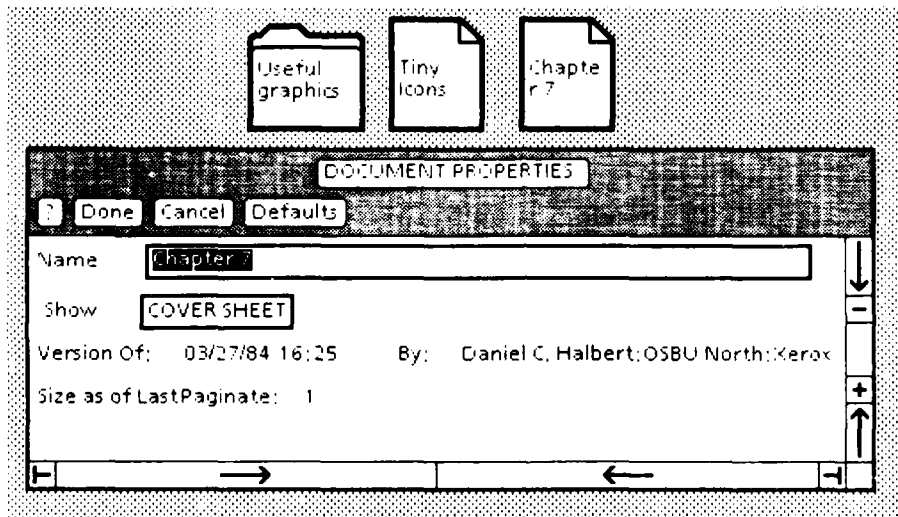 Useful
graphics
Tiny
Icons
Chapte
r 7
DOCUMENT PROPERTIES
? Done Cancel Defaults
Name Chapter 7
Show COVER SHEET
Version Of: 03/27/84 16:25 By: Daniel C. Halbert:OSBU North:Xerox
Size as of LastPaginate: 1